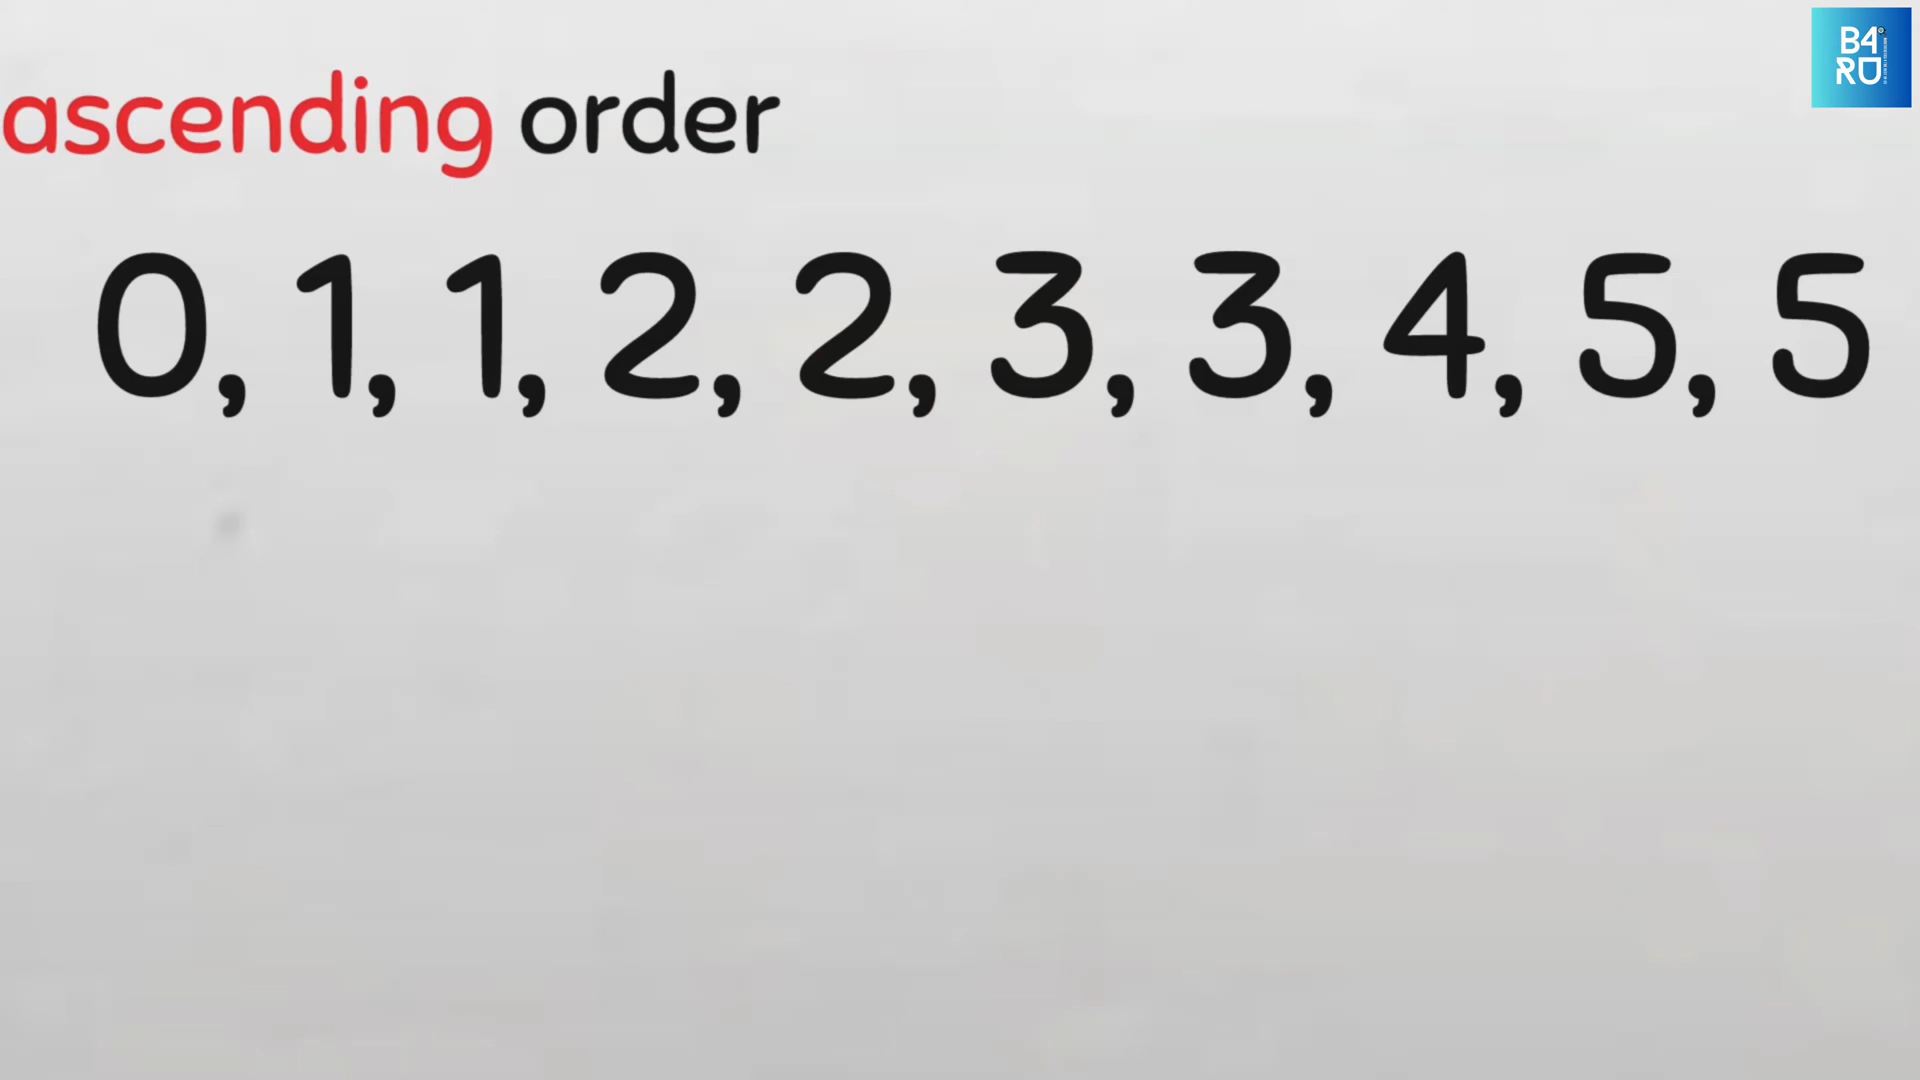 ascending order
0, 1, 1, 2, 2, 3, 3, 4, 5, 5
B4
RU